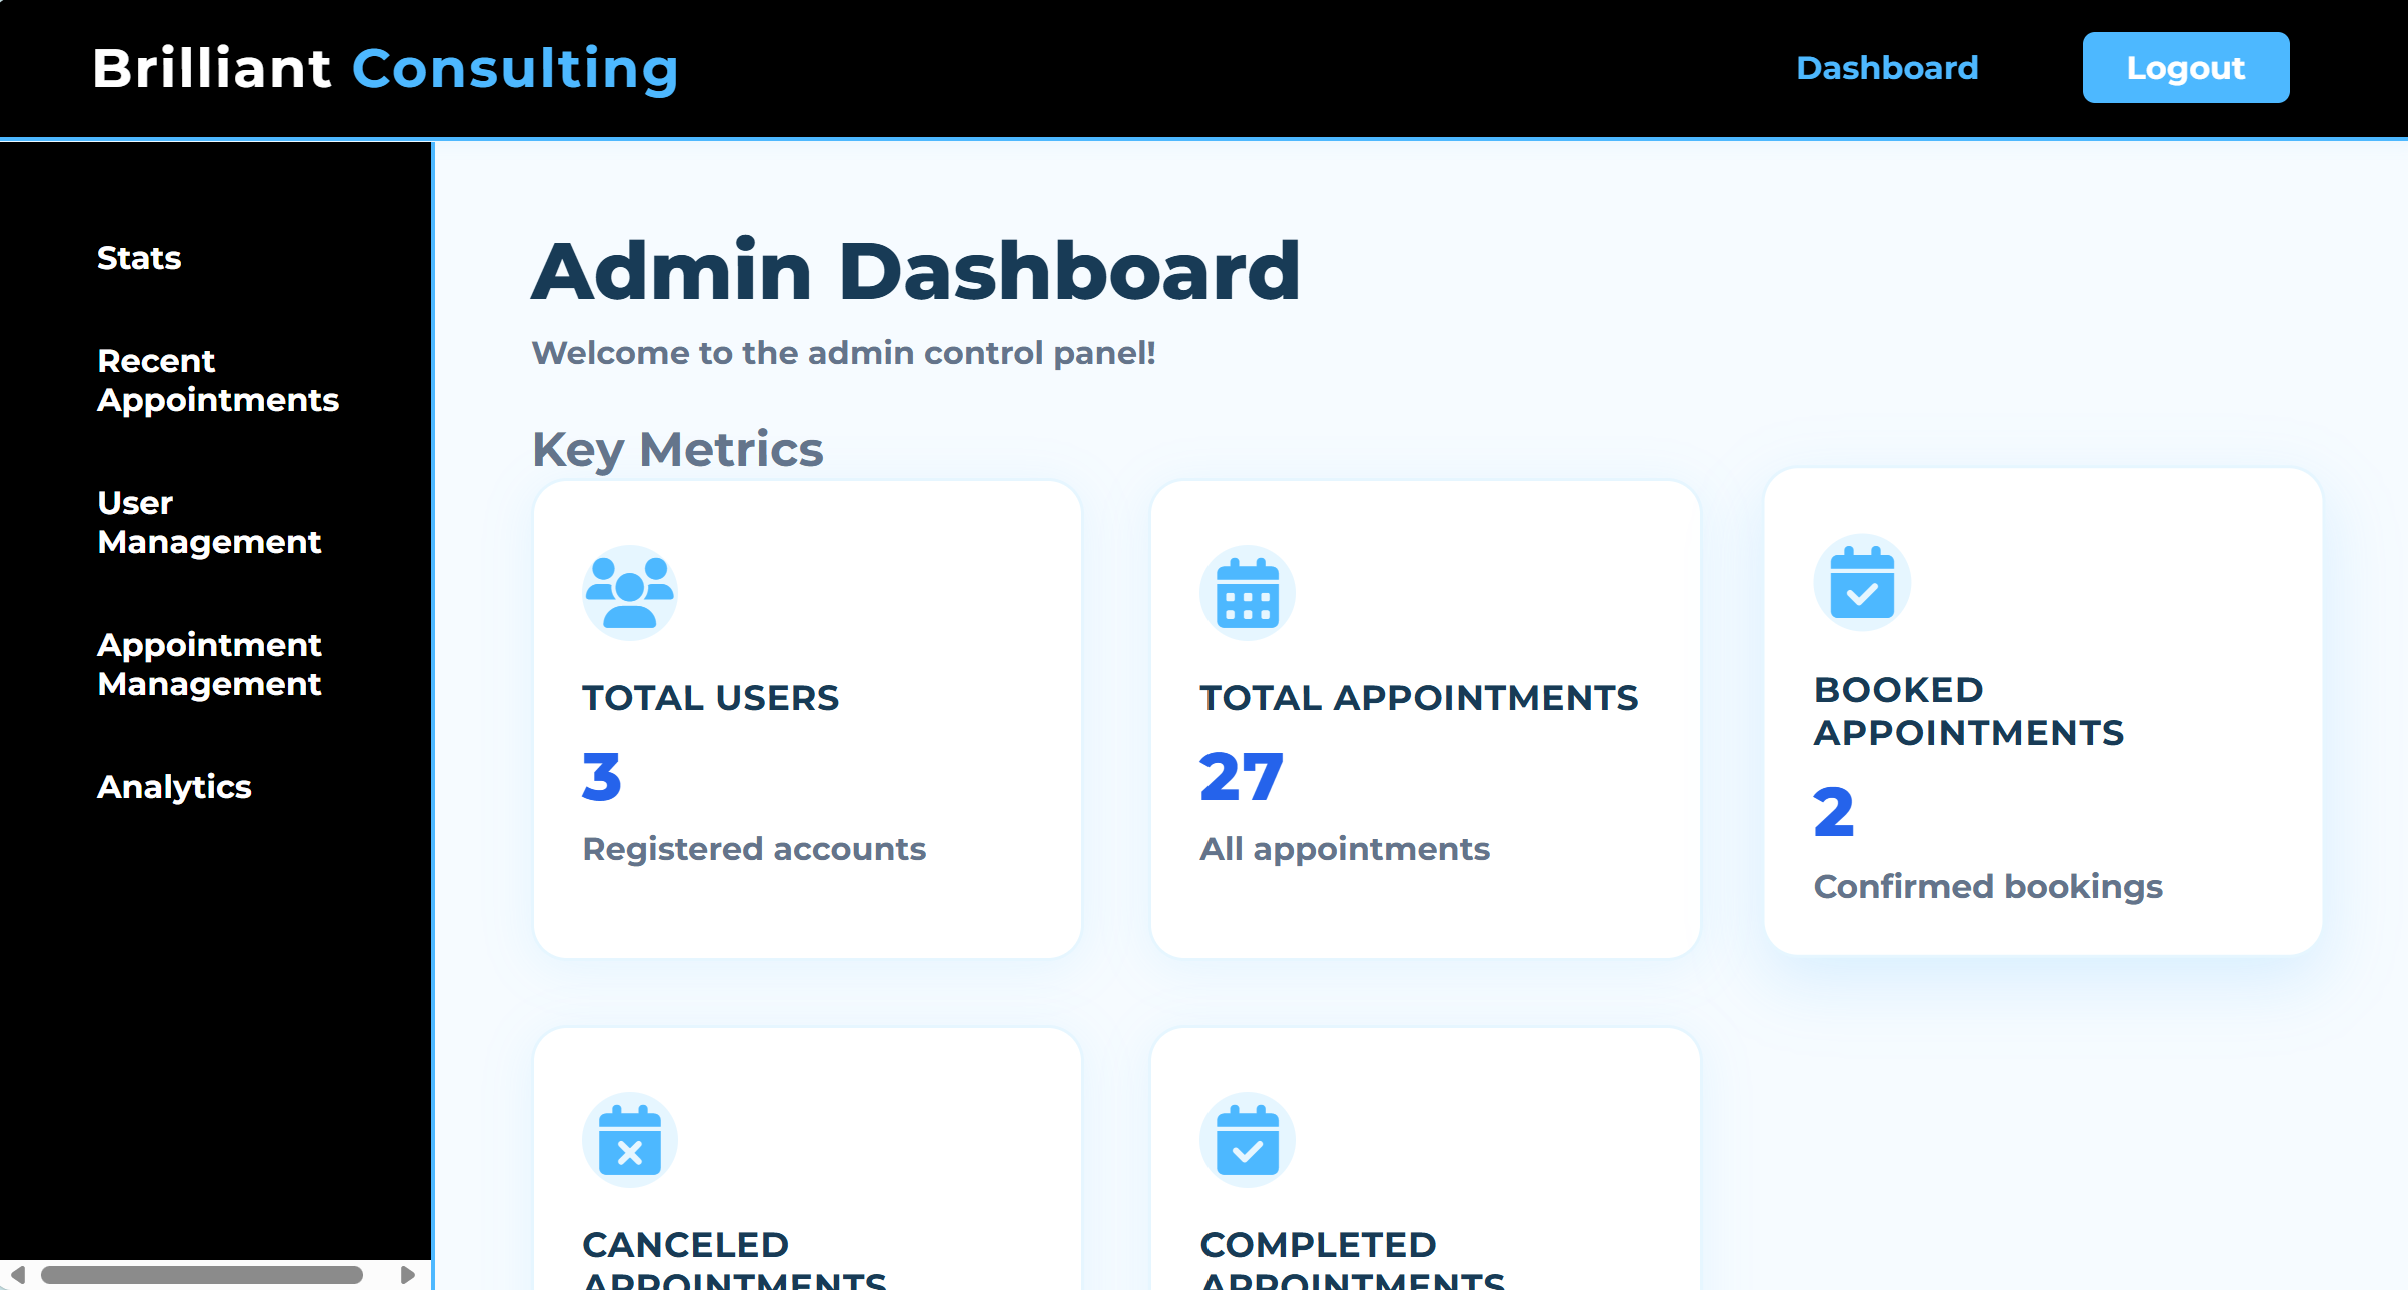 Brilliant Consulting
Dashboard
Logout
Stats
Recent
Appointments
User
Management
Appointment
Management
Analytics
Admin Dashboard
Welcome to the admin control panel!
Key Metrics
TOTAL USERS
3
Registered accounts
TOTAL APPOINTMENTS
27
All appointments
BOOKED
APPOINTMENTS
2
Confirmed bookings
CANCELED
APPOINTMENTS
COMPLETED
APPOINTMENTS